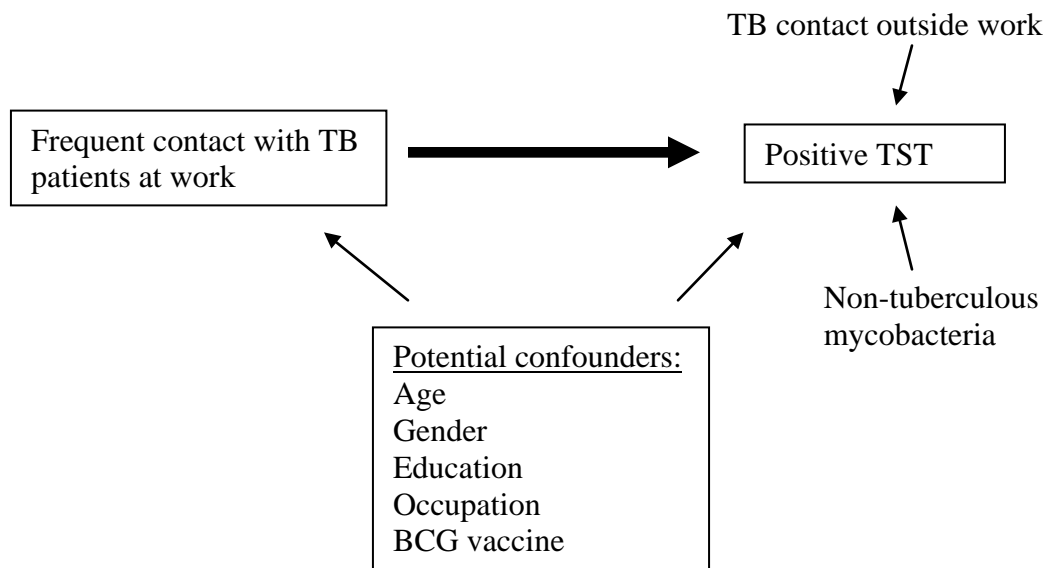 TB contact outside work
Frequent contact with TB
patients at work
Positive TST
Non-tuberculous
mycobacteria
Potential confounders:
Age
Gender
Education
Occupation
BCG vaccine